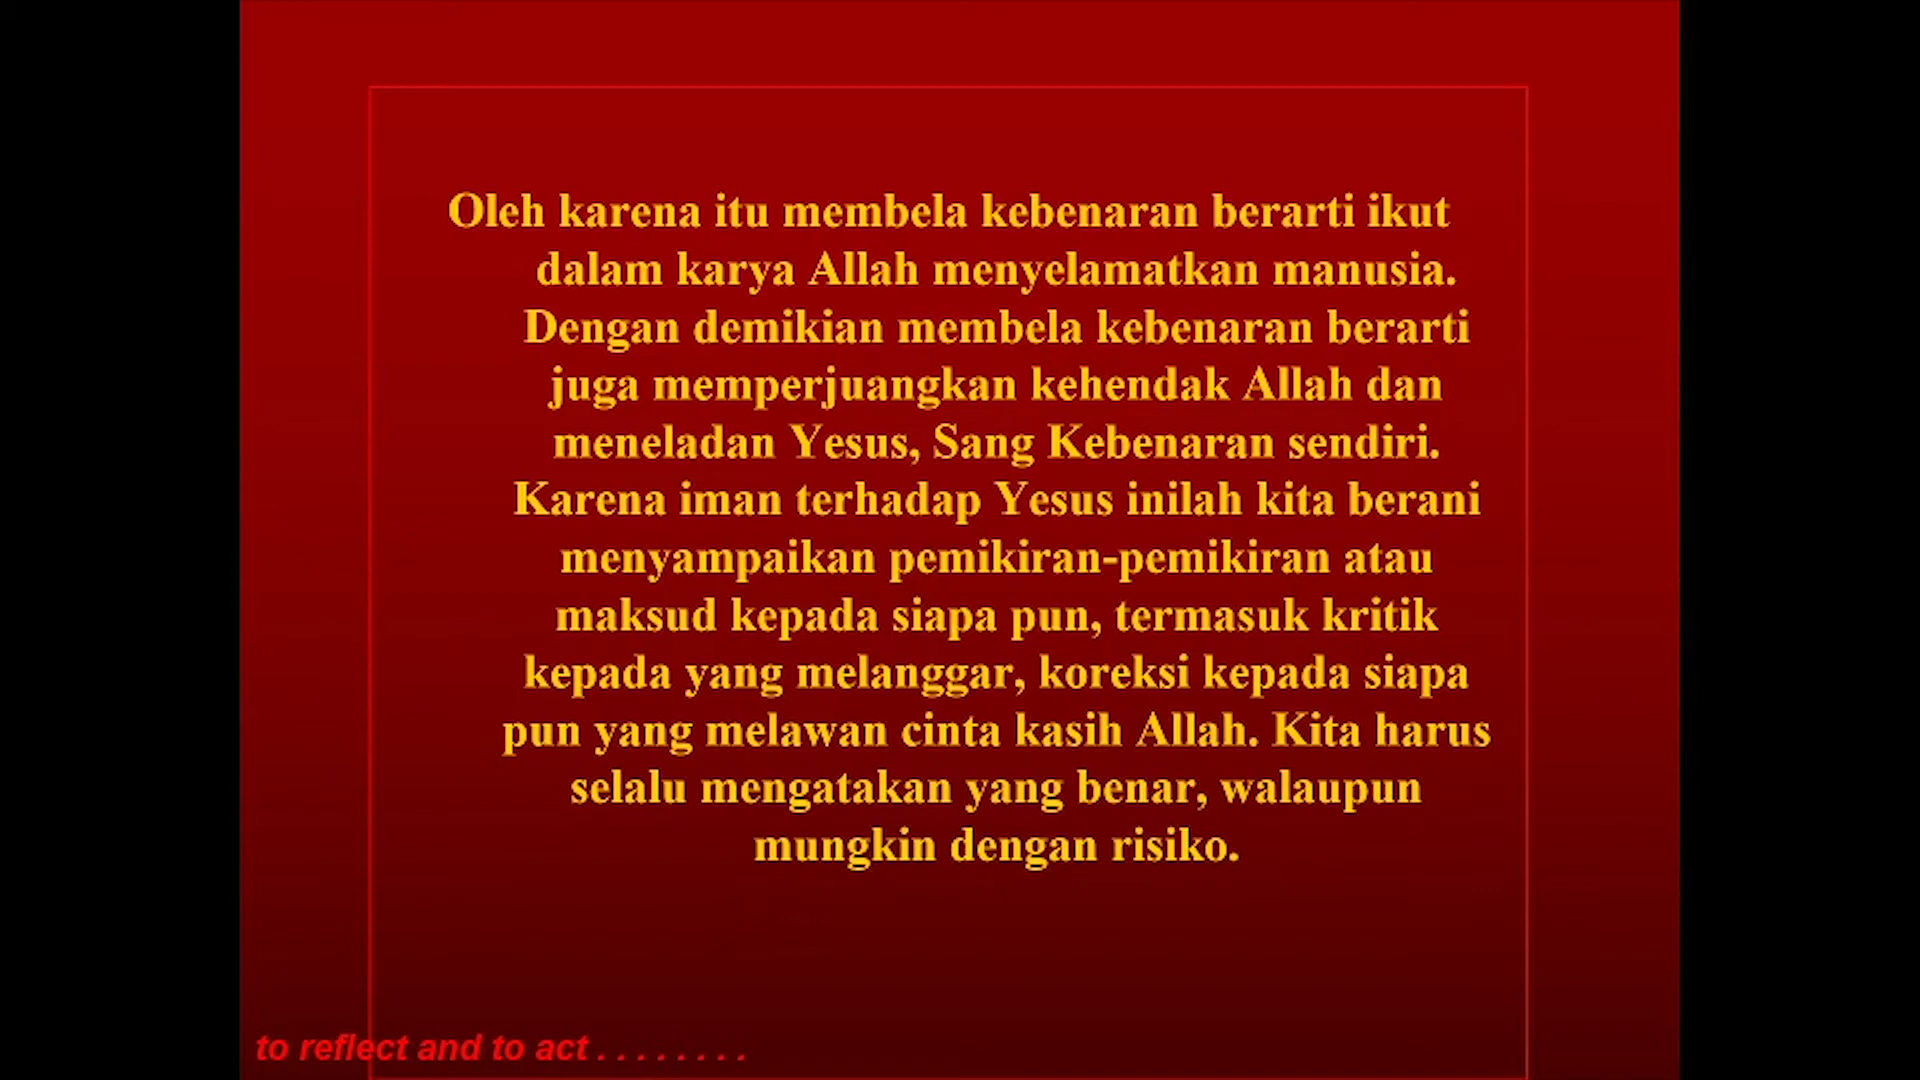 Oleh karena itu membela kebenaran berarti ikut
dalam karya Allah menyelamatkan manusia.
Dengan demikian membela kebenaran berarti
juga memperjuangkan kehendak Allah dan
meneladan Yesus, Sang Kebenaran sendiri.
Karena iman terhadap Yesus inilah kita berani
menyampaikan pemikiran-pemikiran atau
maksud kepada siapa pun, termasuk kritik
kepada yang melanggar, koreksi kepada siapa
pun yang melawan cinta kasih Allah. Kita harus
selalu mengatakan yang benar, walaupun
mungkin dengan risiko.
to reflect and to act . . . . . . . .